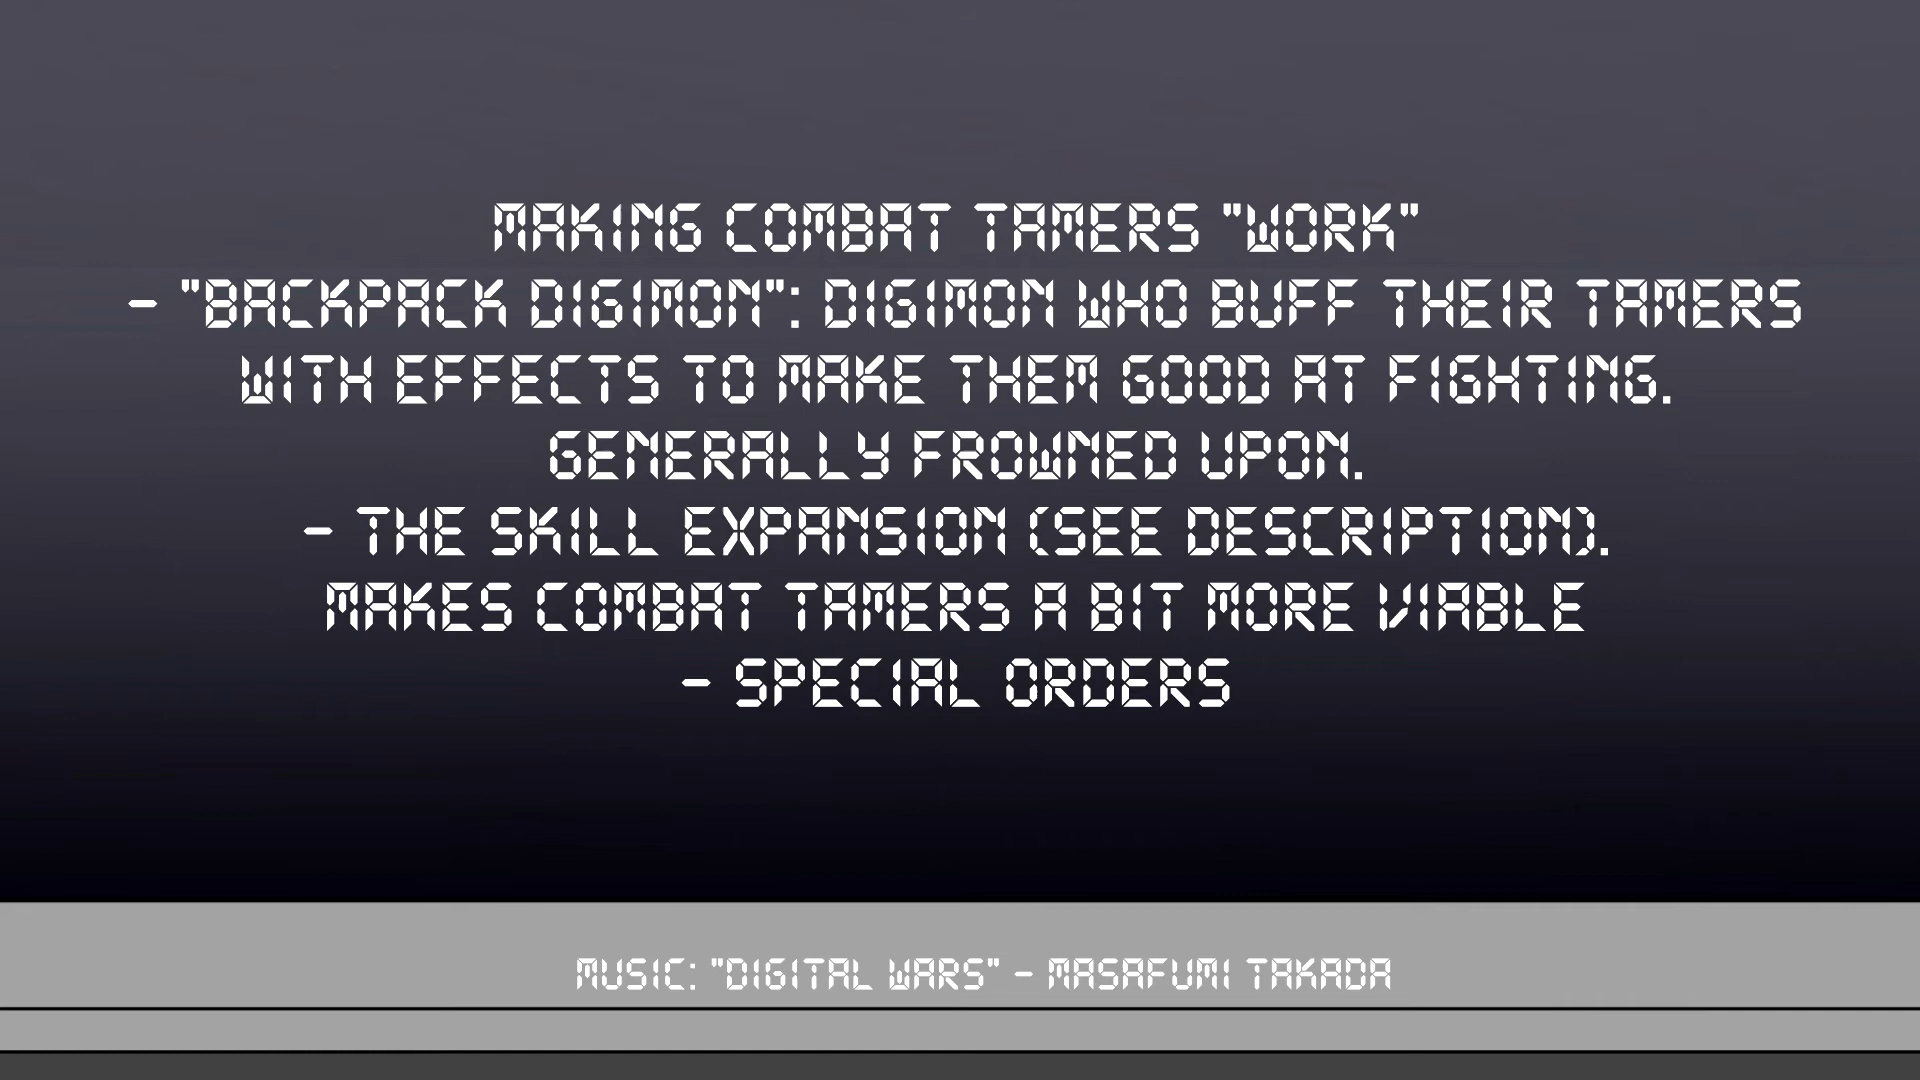 MAKING COMBAT TAMERS "WORK"
- "BACKPACK DIGIMON": DIGIMON WHO BUFF THEIR TAMERS
WITH EFFECTS TO MAKE THEM GOOD AT FIGHTING.
GENERALLY FROWNED UPON.
- THE SKILL EXPANSION (SEE DESCRIPTION).
MAKES COMBAT TAMERS A BIT MORE VIABLE
- SPECIAL ORDERS
MUSIC: "DIGITAL WARS" - MASAFUMI TAKADA